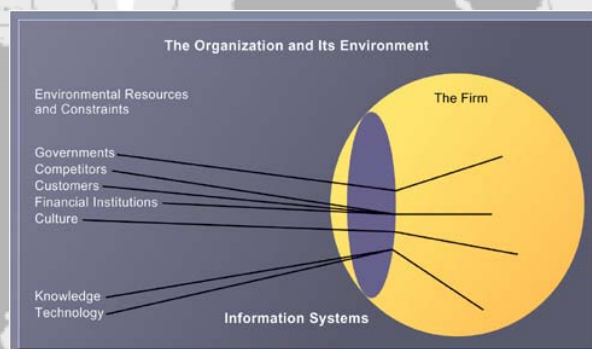 The Organization and Its Environment
Environmental Resources
and Constraints
The Firm
Governments
Competitors
Customers
Financial Institutions
Culture
Knowledge
Technology
Information Systems